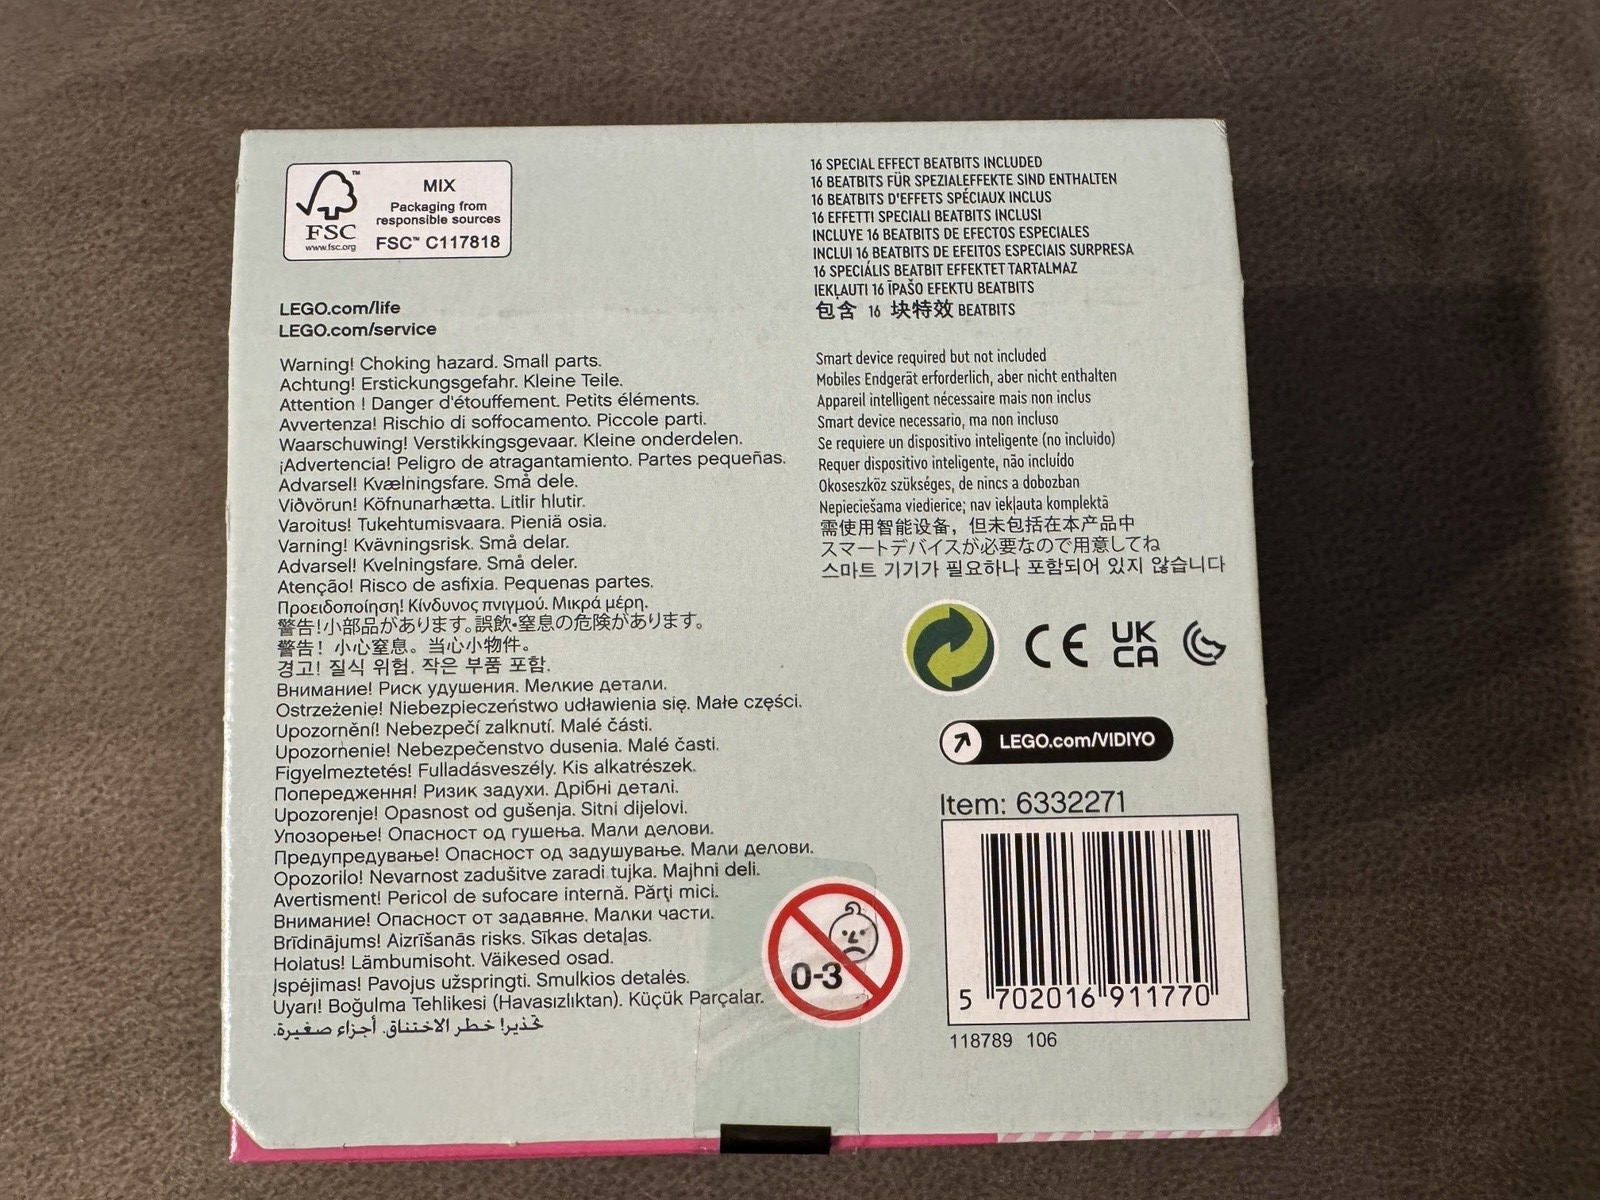 MIX
Packaging from
responsible sources
FSC™ C117818
FSC
www.fsc.org
LEGO.com/life
LEGO.com/service
Warning! Choking hazard. Small parts.
Achtung! Erstickungsgefahr. Kleine Teile.
Attention ! Danger d'étouffement. Petits éléments.
Avvertenza! Rischio di soffocamento. Piccole parti.
Waarschuwing! Verstikkingsgevaar. Kleine onderdelen.
¡Advertencia! Peligro de atragantamiento. Partes pequeñas.
Advarsel! Kvælningsfare. Små dele.
Viðvörun! Köfnunarhætta. Litlir hlutir.
Varoitus! Tukehtumisvaara. Pieniä osia.
Varning! Kvävningsrisk. Små delar.
Advarsel! Kvelningsfare. Små deler.
Atenção! Risco de asfixia. Pequenas partes.
Προειδοποίηση! Κίνδυνος πνιγμού. Μικρά μέρη.
警告!小部品があります。誤飲•窒息の危険があります。
警告! 小心窒息。当心小物件。
경고! 질식 위험. 작은 부품 포함.
Внимание! Риск удушения. Мелкие детали.
Ostrzeżenie! Niebezpieczeństwo udławienia się. Małe części.
Upozornění! Nebezpečí zalknutí. Malé části.
Upozornenie! Nebezpečenstvo dusenia. Malé časti.
Figyelmeztetés! Fulladásveszély. Kis alkatrészek.
Попередження! Ризик задухи. Дрібні деталі.
Upozorenje! Opasnost od gušenja. Sitni dijelovi.
Упозорење! Опасност од гушења. Мали делови.
Предупредување! Опасност од задушување. Мали делови.
Opozorilo! Nevarnost zadušitve zaradi tujka. Majhni deli.
Avertisment! Pericol de sufocare internă. Părţi mici.
Внимание! Опасност от задавяне. Малки части.
Brīdinājums! Aizrīšanās risks. Sīkas detaļas.
Hoiatus! Lämbumisoht. Väikesed osad.
Įspėjimas! Pavojus užspringti. Smulkios detalės.
Uyarı! Boğulma Tehlikesi (Havasızlıktan). Küçük Parçalar.
تحذير! خطر الاختناق. أجزاء صغيرة.
16 SPECIAL EFFECT BEATBITS INCLUDED
16 BEATBITS FÜR SPEZIALEFFEKTE SIND ENTHALTEN
16 BEATBITS D'EFFETS SPÉCIAUX INCLUS
16 EFFETTI SPECIALI BEATBITS INCLUSI
INCLUYE 16 BEATBITS DE EFECTOS ESPECIALES
INCLUI 16 BEATBITS DE EFEITOS ESPECIAIS SURPRESA
16 SPECIÁLIS BEATBIT EFFEKTET TARTALMAZ
IEKĻAUTI 16 ĪPAŠO EFEKTU BEATBITS
包含 16 块特效 BEATBITS
Smart device required but not included
Mobiles Endgerät erforderlich, aber nicht enthalten
Appareil intelligent nécessaire mais non inclus
Smart device necessario, ma non incluso
Se requiere un dispositivo inteligente (no incluido)
Requer dispositivo inteligente, não incluído
Okoseszköz szükséges, de nincs a dobozban
Nepieciešama viedierīce; nav iekļauta komplektā
需使用智能设备，但未包括在本产品中
スマートデバイスが必要なので用意してね
스마트 기기가 필요하나 포함되어 있지 않습니다
CE
UK
CA
LEGO.com/VIDIYO
Item: 6332271
0-3
5 702016 911770
118789 106